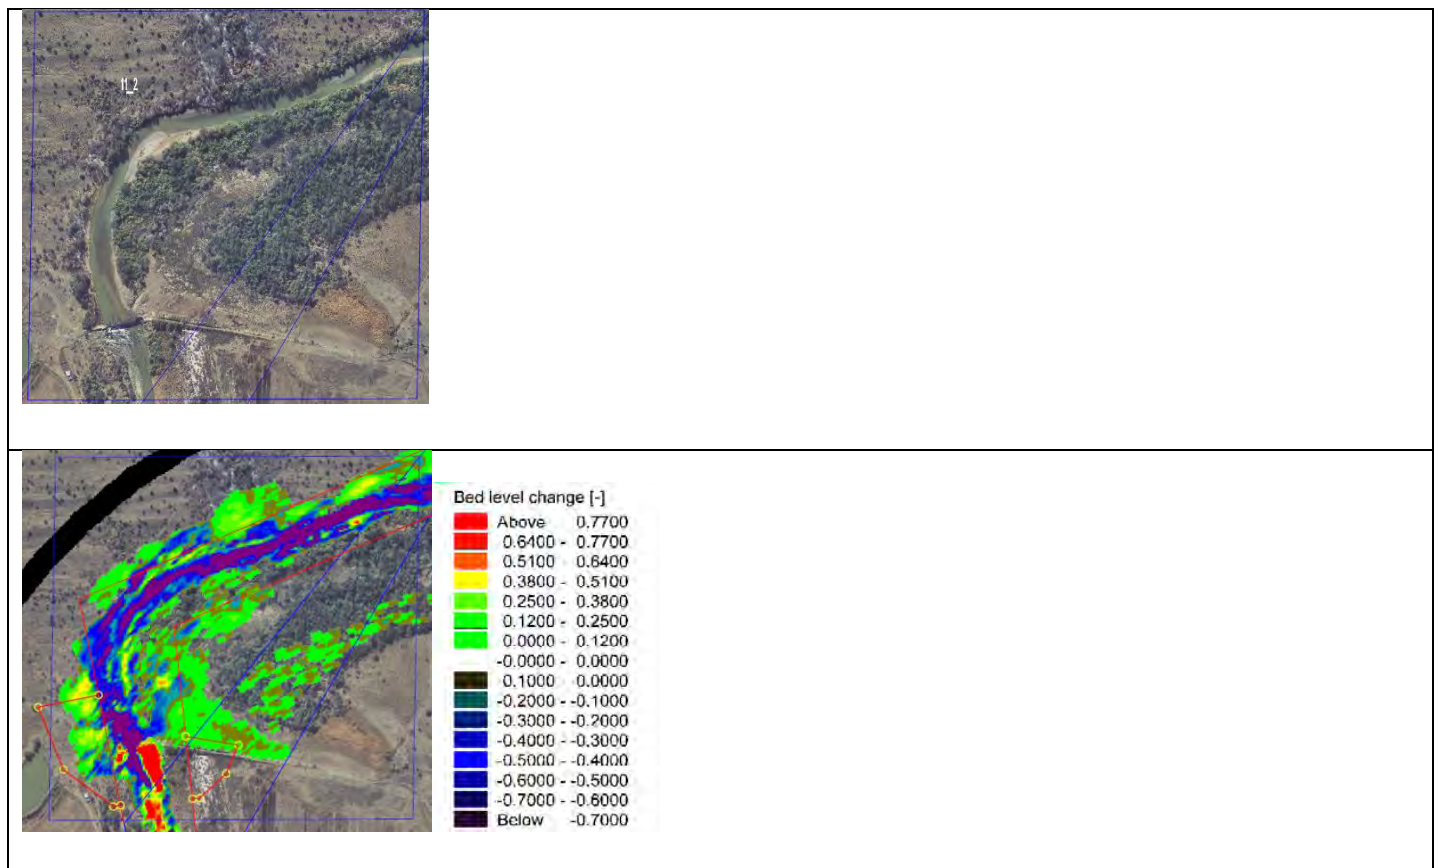 t1_2
Bed level change [-]
Above 0.7700
0.6400 - 0.7700
0.5100 - 0.6400
0.3800 - 0.5100
0.2500 - 0.3800
0.1200 - 0.2500
0.0000 - 0.1200
-0.0000 - 0.0000
0.1000 - 0.0000
-0.2000 - -0.1000
-0.3000 - -0.2000
-0.4000 - -0.3000
-0.5000 - -0.4000
-0.6000 - -0.5000
-0.7000 - -0.6000
Below -0.7000